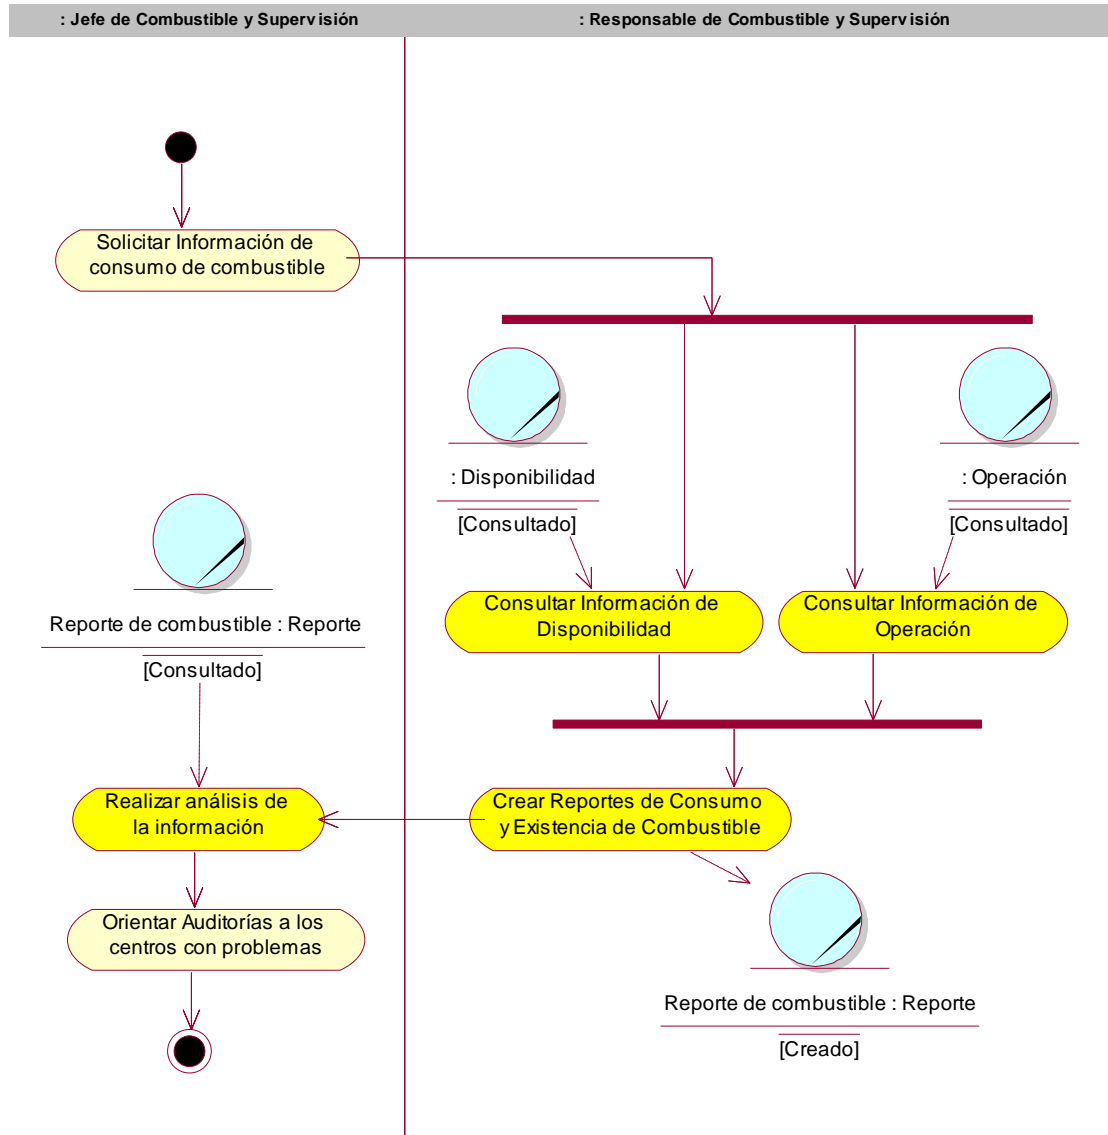 : Jefe de Combustible y Supervisión
: Responsable de Combustible y Supervisión
Solicitar Información de
consumo de combustible
: Disponibilidad
[Consultado]
: Operación
[Consultado]
Reporte de combustible : Reporte
[Consultado]
Consultar Información de
Disponibilidad
Consultar Información de
Operación
Realizar análisis de
la información
Crear Reportes de Consumo
y Existencia de Combustible
Orientar Auditorías a los
centros con problemas
Reporte de combustible : Reporte
[Creado]